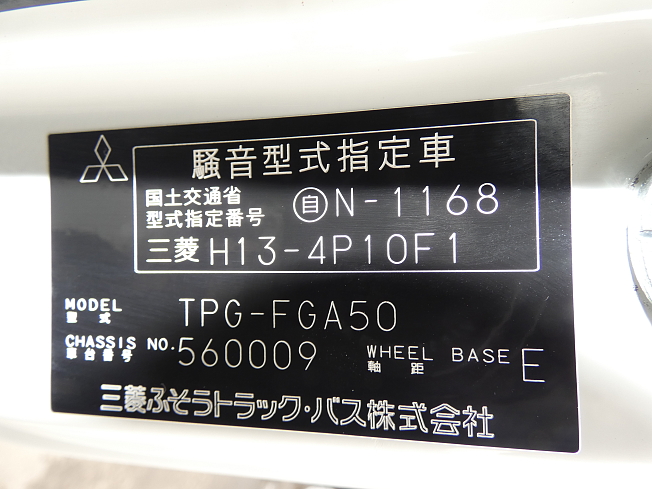 騒音型式指定車
国土交通省
型式指定番号 自N-1168
三菱 H13-4P10F1
MODEL
型式 TPG-FGA50
CHASSIS NO.
車台番号 560009 WHEEL BASE
軸距 E
三菱ふそうトラック・バス株式会社